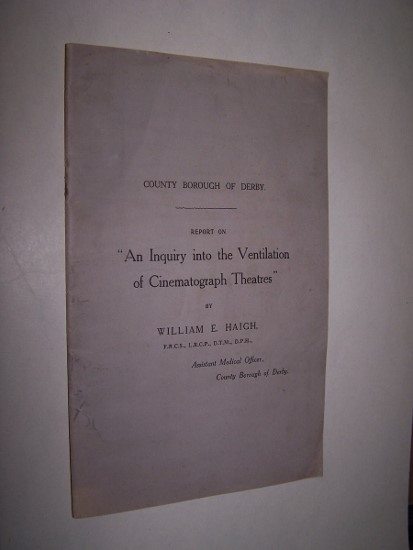 COUNTY BOROUGH OF DERBY.
REPORT ON
"An Inquiry into the Ventilation
of Cinematograph Theatres"
BY
WILLIAM E. HAIGH,
F.R.C.S., L.R.C.P., D.T.M., D.P.H.,
Assistant Medical Officer,
County Borough of Derby.